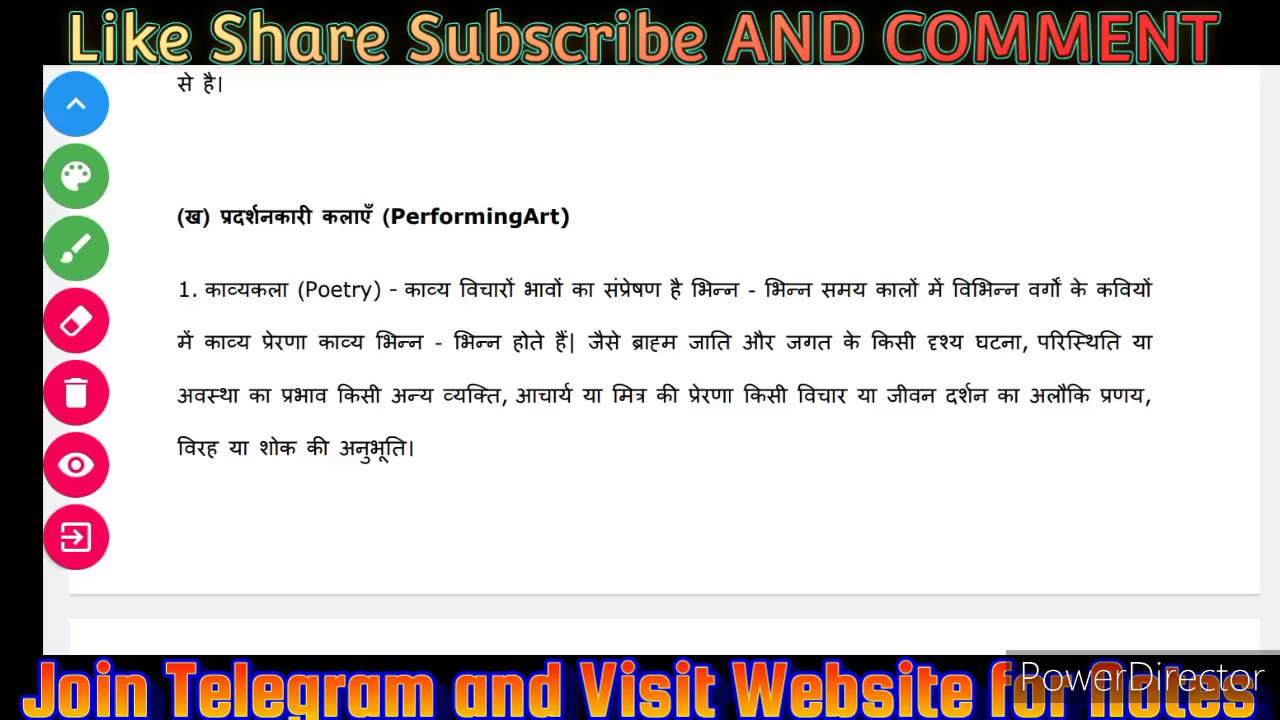 Like Share Subscribe AND COMMENT
से है।
(ख) प्रदर्शनकारी कलाएँ (PerformingArt)
1. काव्यकला (Poetry) - काव्य विचारों भावों का संप्रेषण है भिन्न - भिन्न समय कालों में विभिन्न वर्गों के कवियों
में काव्य प्रेरणा काव्य भिन्न - भिन्न होते हैं| जैसे ब्राह्म जाति और जगत के किसी दृश्य घटना, परिस्थिति या
अवस्था का प्रभाव किसी अन्य व्यक्ति, आचार्य या मित्र की प्रेरणा किसी विचार या जीवन दर्शन का अलौकि प्रणय,
विरह या शोक की अनुभूति।
PowerDirector
Join Telegram and Visit Website for Notes